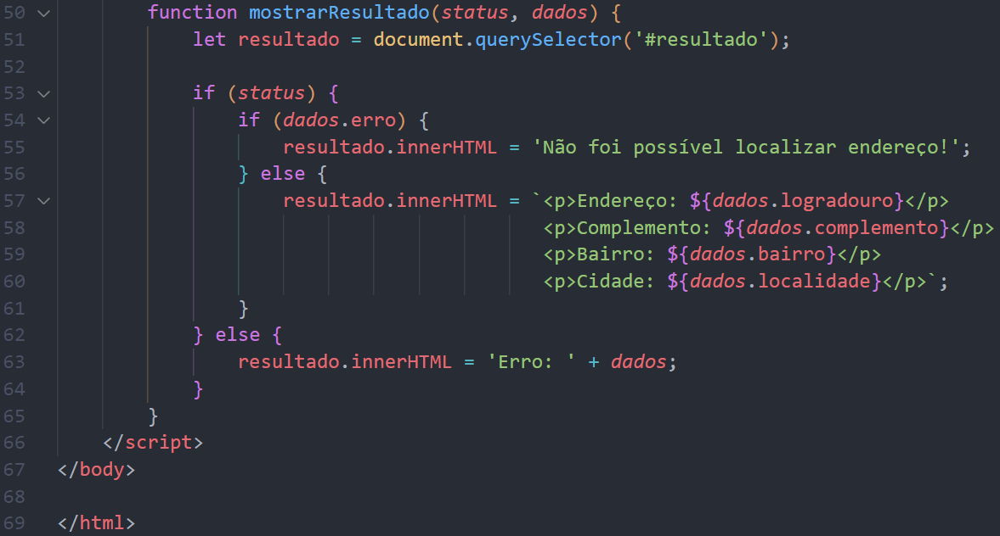 50 function mostrarResultado(status, dados) {
51 let resultado = document.querySelector('#resultado');
52
53 if (status) {
54 if (dados.erro) {
55 resultado.innerHTML = 'Não foi possível localizar endereço!';
56 } else {
57 resultado.innerHTML = `<p>Endereço: ${dados.logradouro}</p>
58 <p>Complemento: ${dados.complemento}</p>
59 <p>Bairro: ${dados.bairro}</p>
60 <p>Cidade: ${dados.localidade}</p>`;
61 }
62 } else {
63 resultado.innerHTML = 'Erro: ' + dados;
64 }
65 }
66 </script>
67 </body>
68
69 </html>